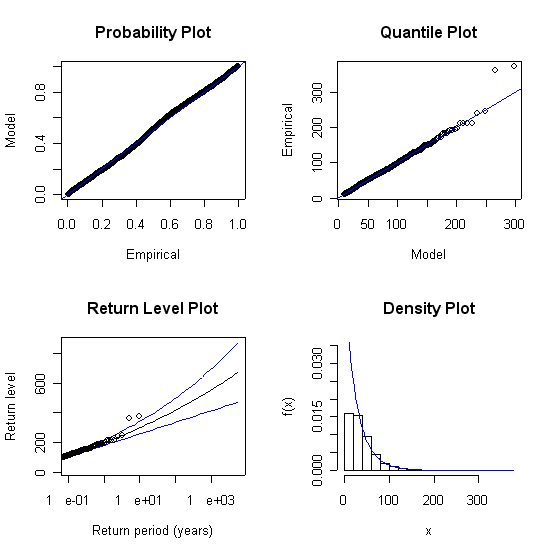 Probability Plot
Model
0.0 0.4 0.8
0.0 0.2 0.4 0.6 0.8 1.0
Empirical
Quantile Plot
Empirical
0 100 200 300
0 50 100 200 300
Model
Return Level Plot
Return level
0 200 600
1 e-01 1 e+01 1 e+03
Return period (years)
Density Plot
f(x)
0.000 0.015 0.030
0 100 200 300
x